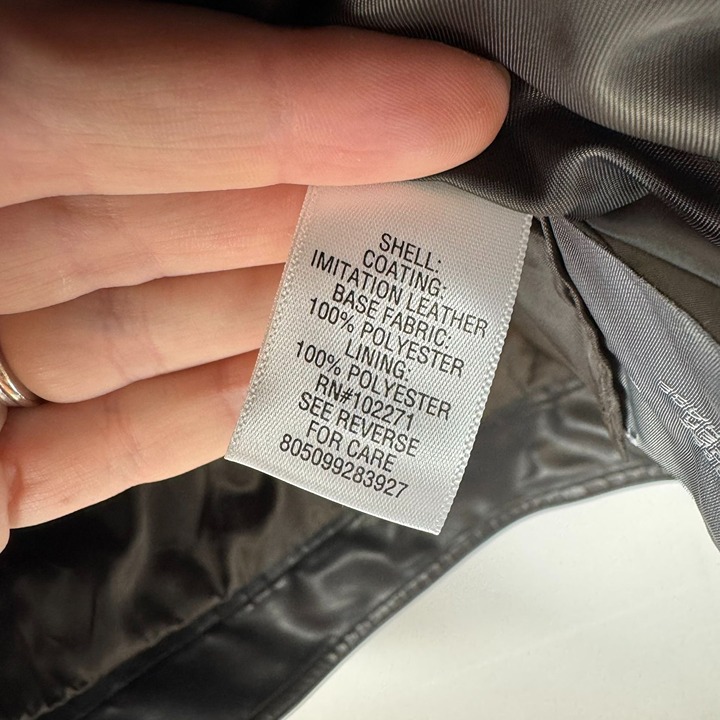 SHELL:
COATING:
IMITATION LEATHER
BASE FABRIC:
100% POLYESTER
LINING:
100% POLYESTER
RN#102271
SEE REVERSE
FOR CARE
805099283927